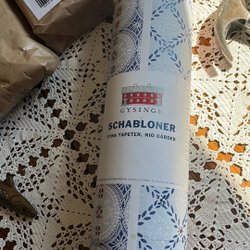 GYSINGE
SCHABLONER
FYRA TAPETER, NIO BÅRDER